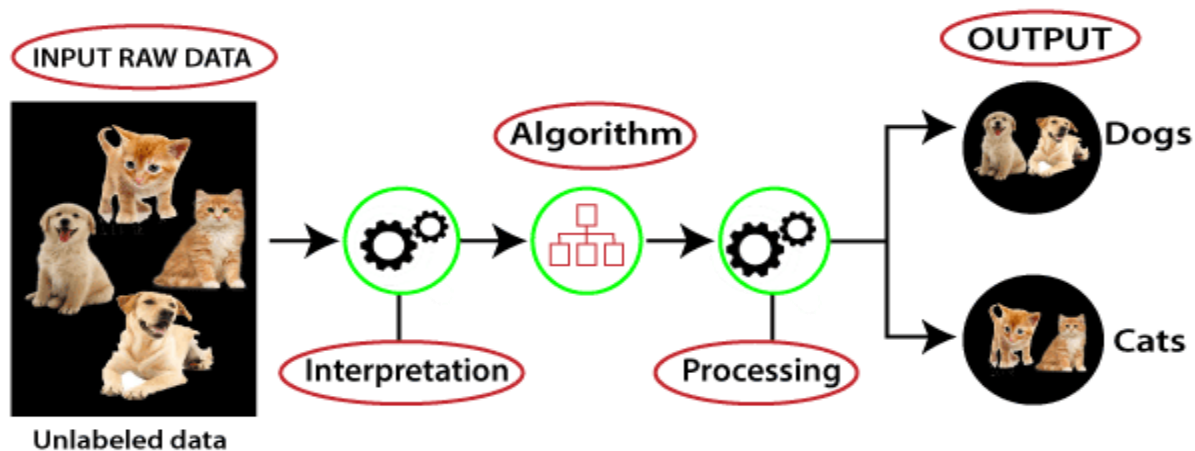 INPUT RAW DATA
Unlabeled data
Interpretation
Algorithm
Processing
OUTPUT
Dogs
Cats